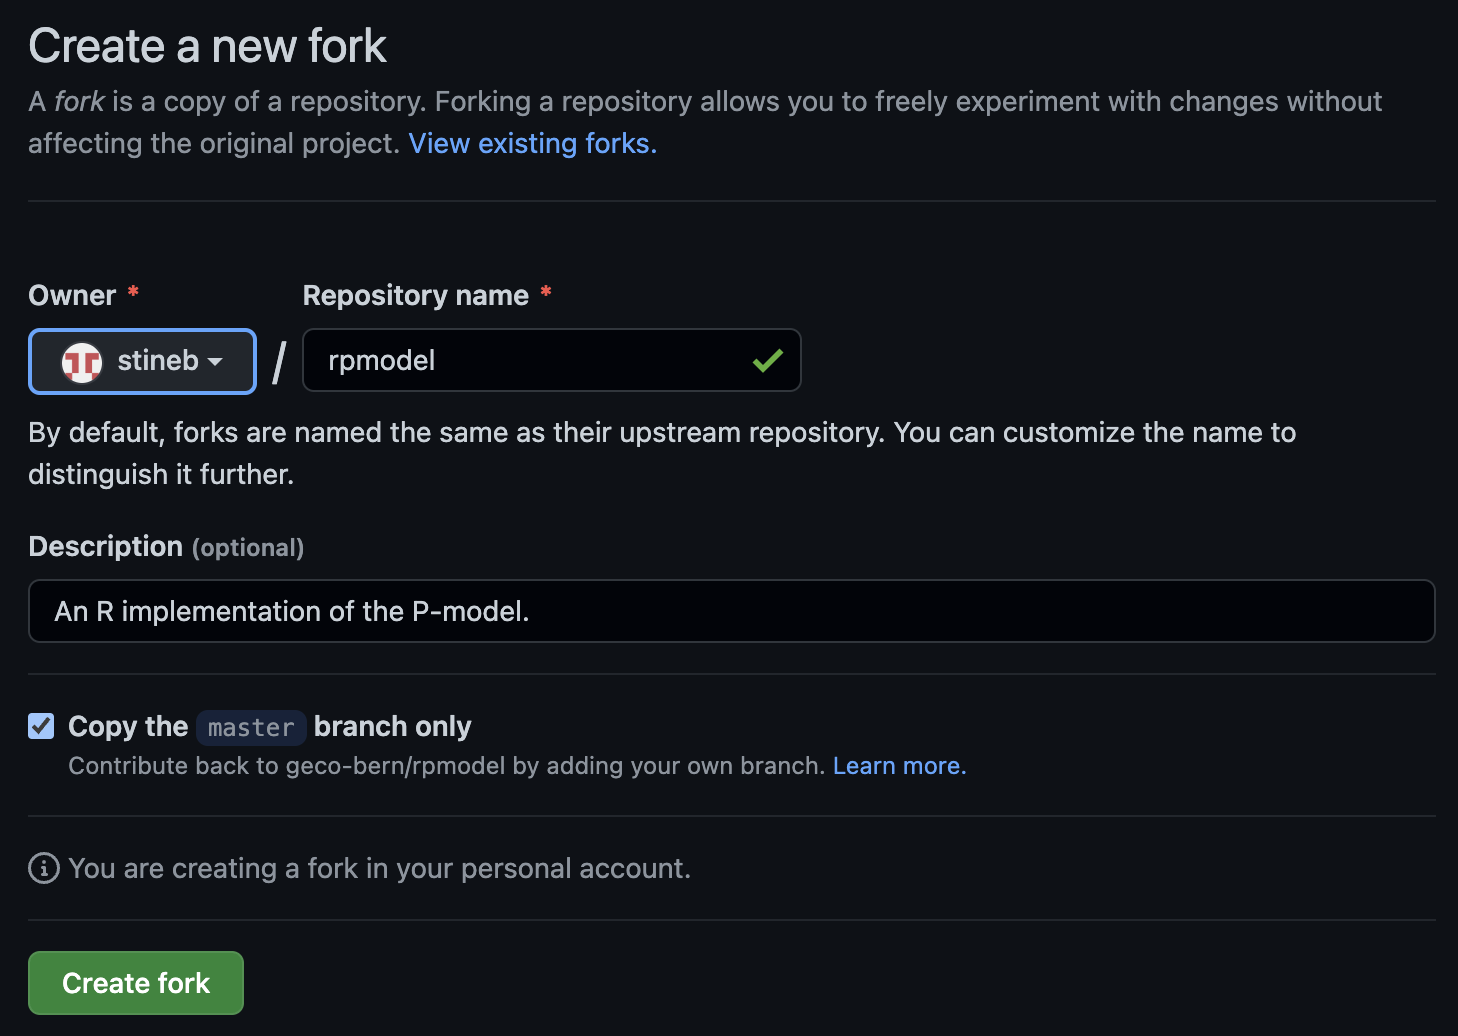 Create a new fork
A fork is a copy of a repository. Forking a repository allows you to freely experiment with changes without
affecting the original project. View existing forks.
Owner * Repository name *
stineb / rpmodel
By default, forks are named the same as their upstream repository. You can customize the name to
distinguish it further.
Description (optional)
An R implementation of the P-model.
Copy the master branch only
Contribute back to geco-bern/rpmodel by adding your own branch. Learn more.
You are creating a fork in your personal account.
Create fork